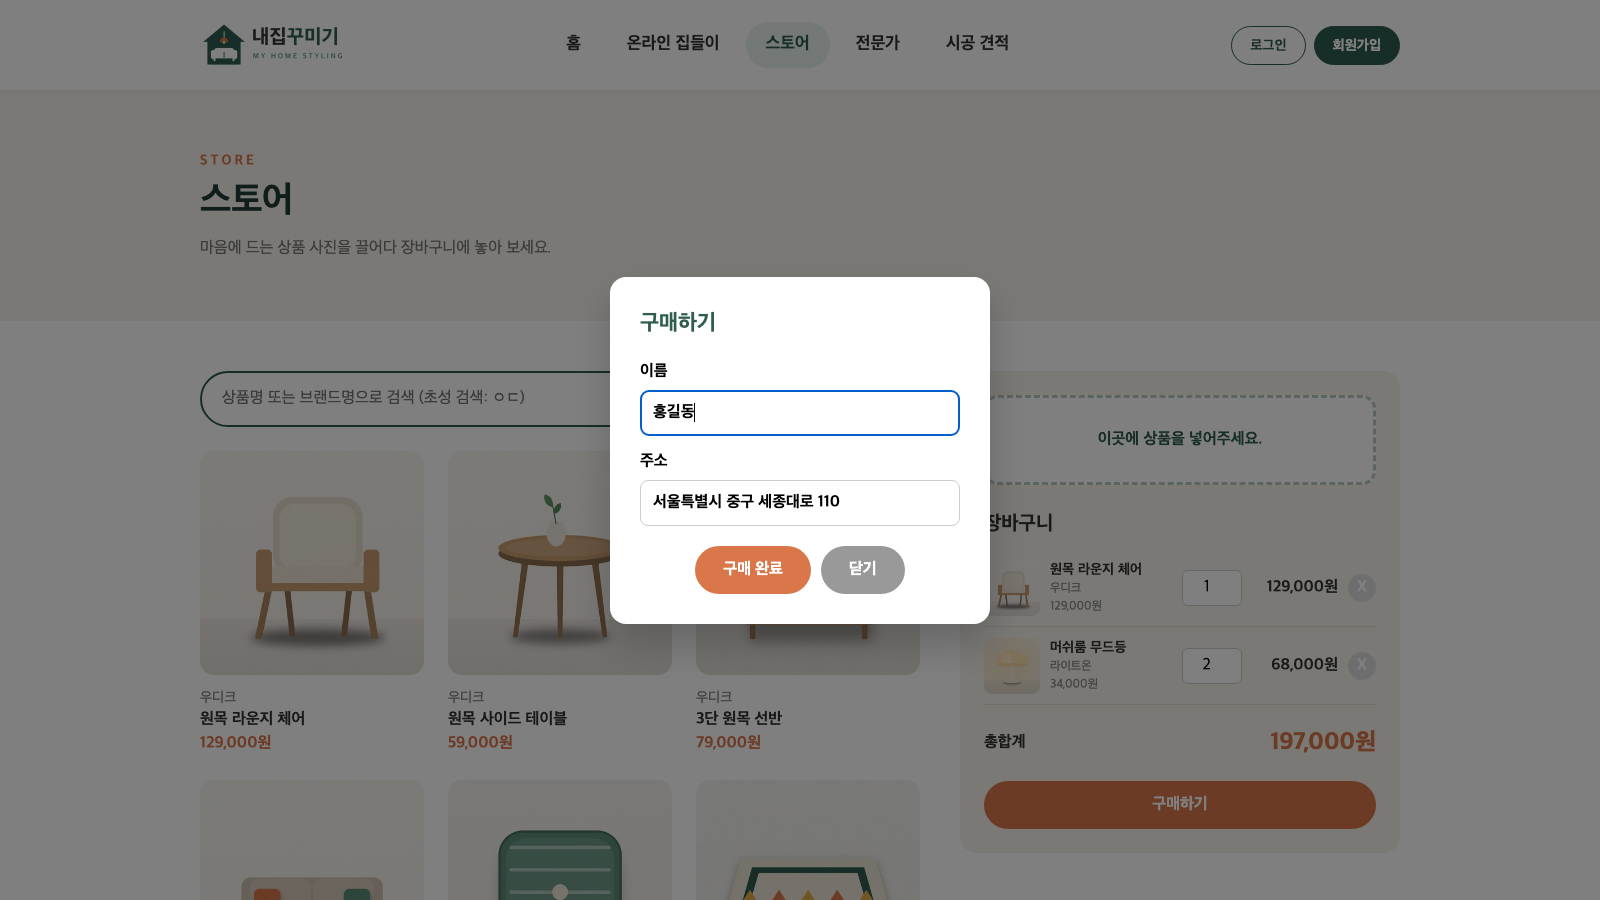 내집꾸미기
MY HOME STYLING
홈
온라인 집들이
스토어
전문가
시공 견적
로그인
회원가입
STORE
스토어
마음에 드는 상품 사진을 끌어다 장바구니에 놓아 보세요.
상품명 또는 브랜드명으로 검색 (초성 검색: ㅇㄷ)
구매하기
이름
홍길동
주소
서울특별시 중구 세종대로 110
구매 완료
닫기
우디크
원목 라운지 체어
129,000원
우디크
원목 사이드 테이블
59,000원
우디크
3단 원목 선반
79,000원
이곳에 상품을 넣어주세요.
장바구니
원목 라운지 체어
우디크
129,000원
1
129,000원
X
머쉬룸 무드등
라이트온
34,000원
2
68,000원
X
총합계
197,000원
구매하기